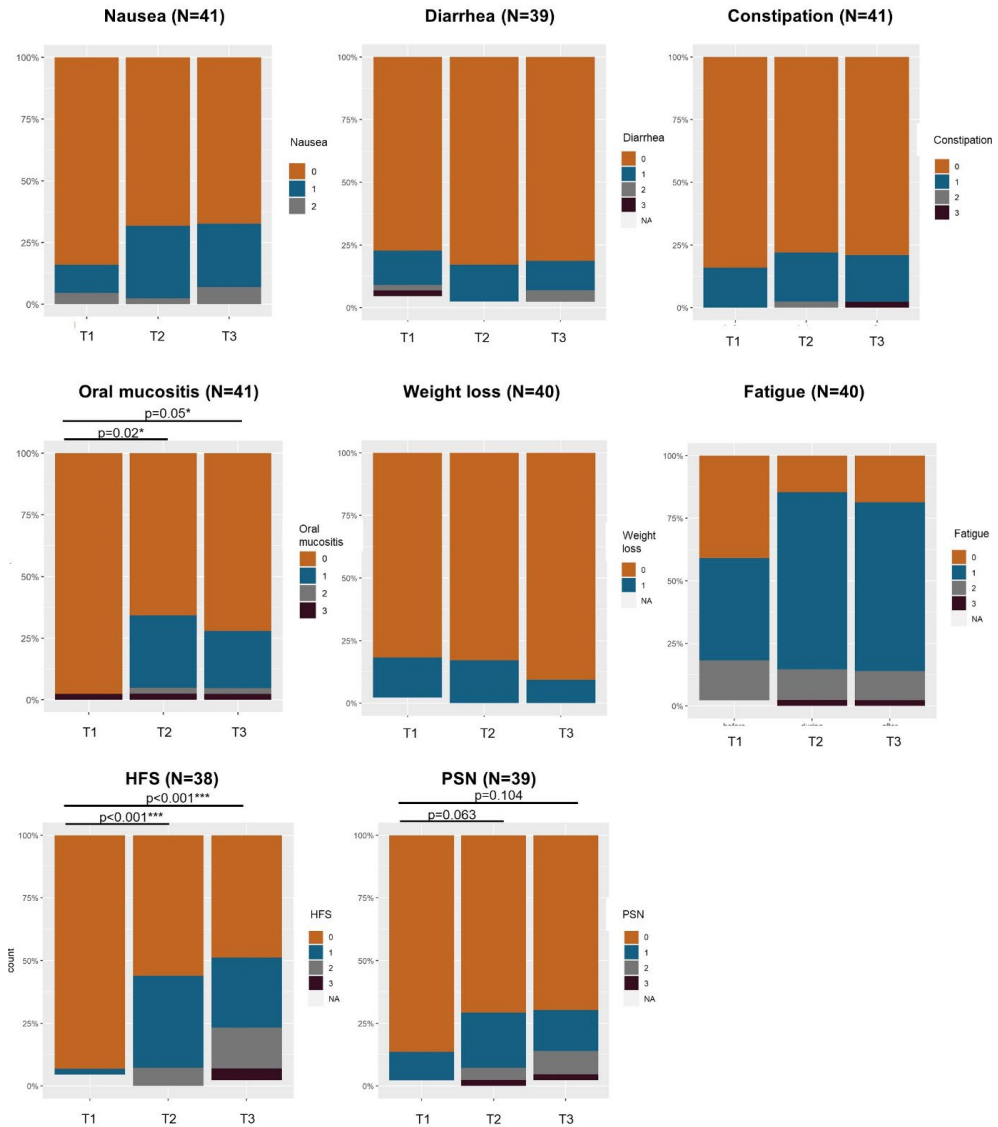 Nausea (N=41)
100%
75%
50%
25%
0%
T1
T2
T3
Nausea
0
1
2
Diarrhea (N=39)
100%
75%
50%
25%
0%
T1
T2
T3
Diarrhea
0
1
2
3
NA
Constipation (N=41)
100%
75%
50%
25%
0%
T1
T2
T3
Constipation
0
1
2
3
Oral mucositis (N=41)
p=0.05*
p=0.02*
100%
75%
50%
25%
0%
T1
T2
T3
Oral
mucositis
0
1
2
3
Weight loss (N=40)
100%
75%
50%
25%
0%
T1
T2
T3
Weight
loss
0
1
NA
Fatigue (N=40)
100%
75%
50%
25%
0%
T1
T2
T3
Fatigue
0
1
2
3
NA
HFS (N=38)
p<0.001***
p<0.001***
count
100%
75%
50%
25%
0%
T1
T2
T3
HFS
0
1
2
3
NA
PSN (N=39)
p=0.104
p=0.063
100%
75%
50%
25%
0%
T1
T2
T3
PSN
0
1
2
3
NA